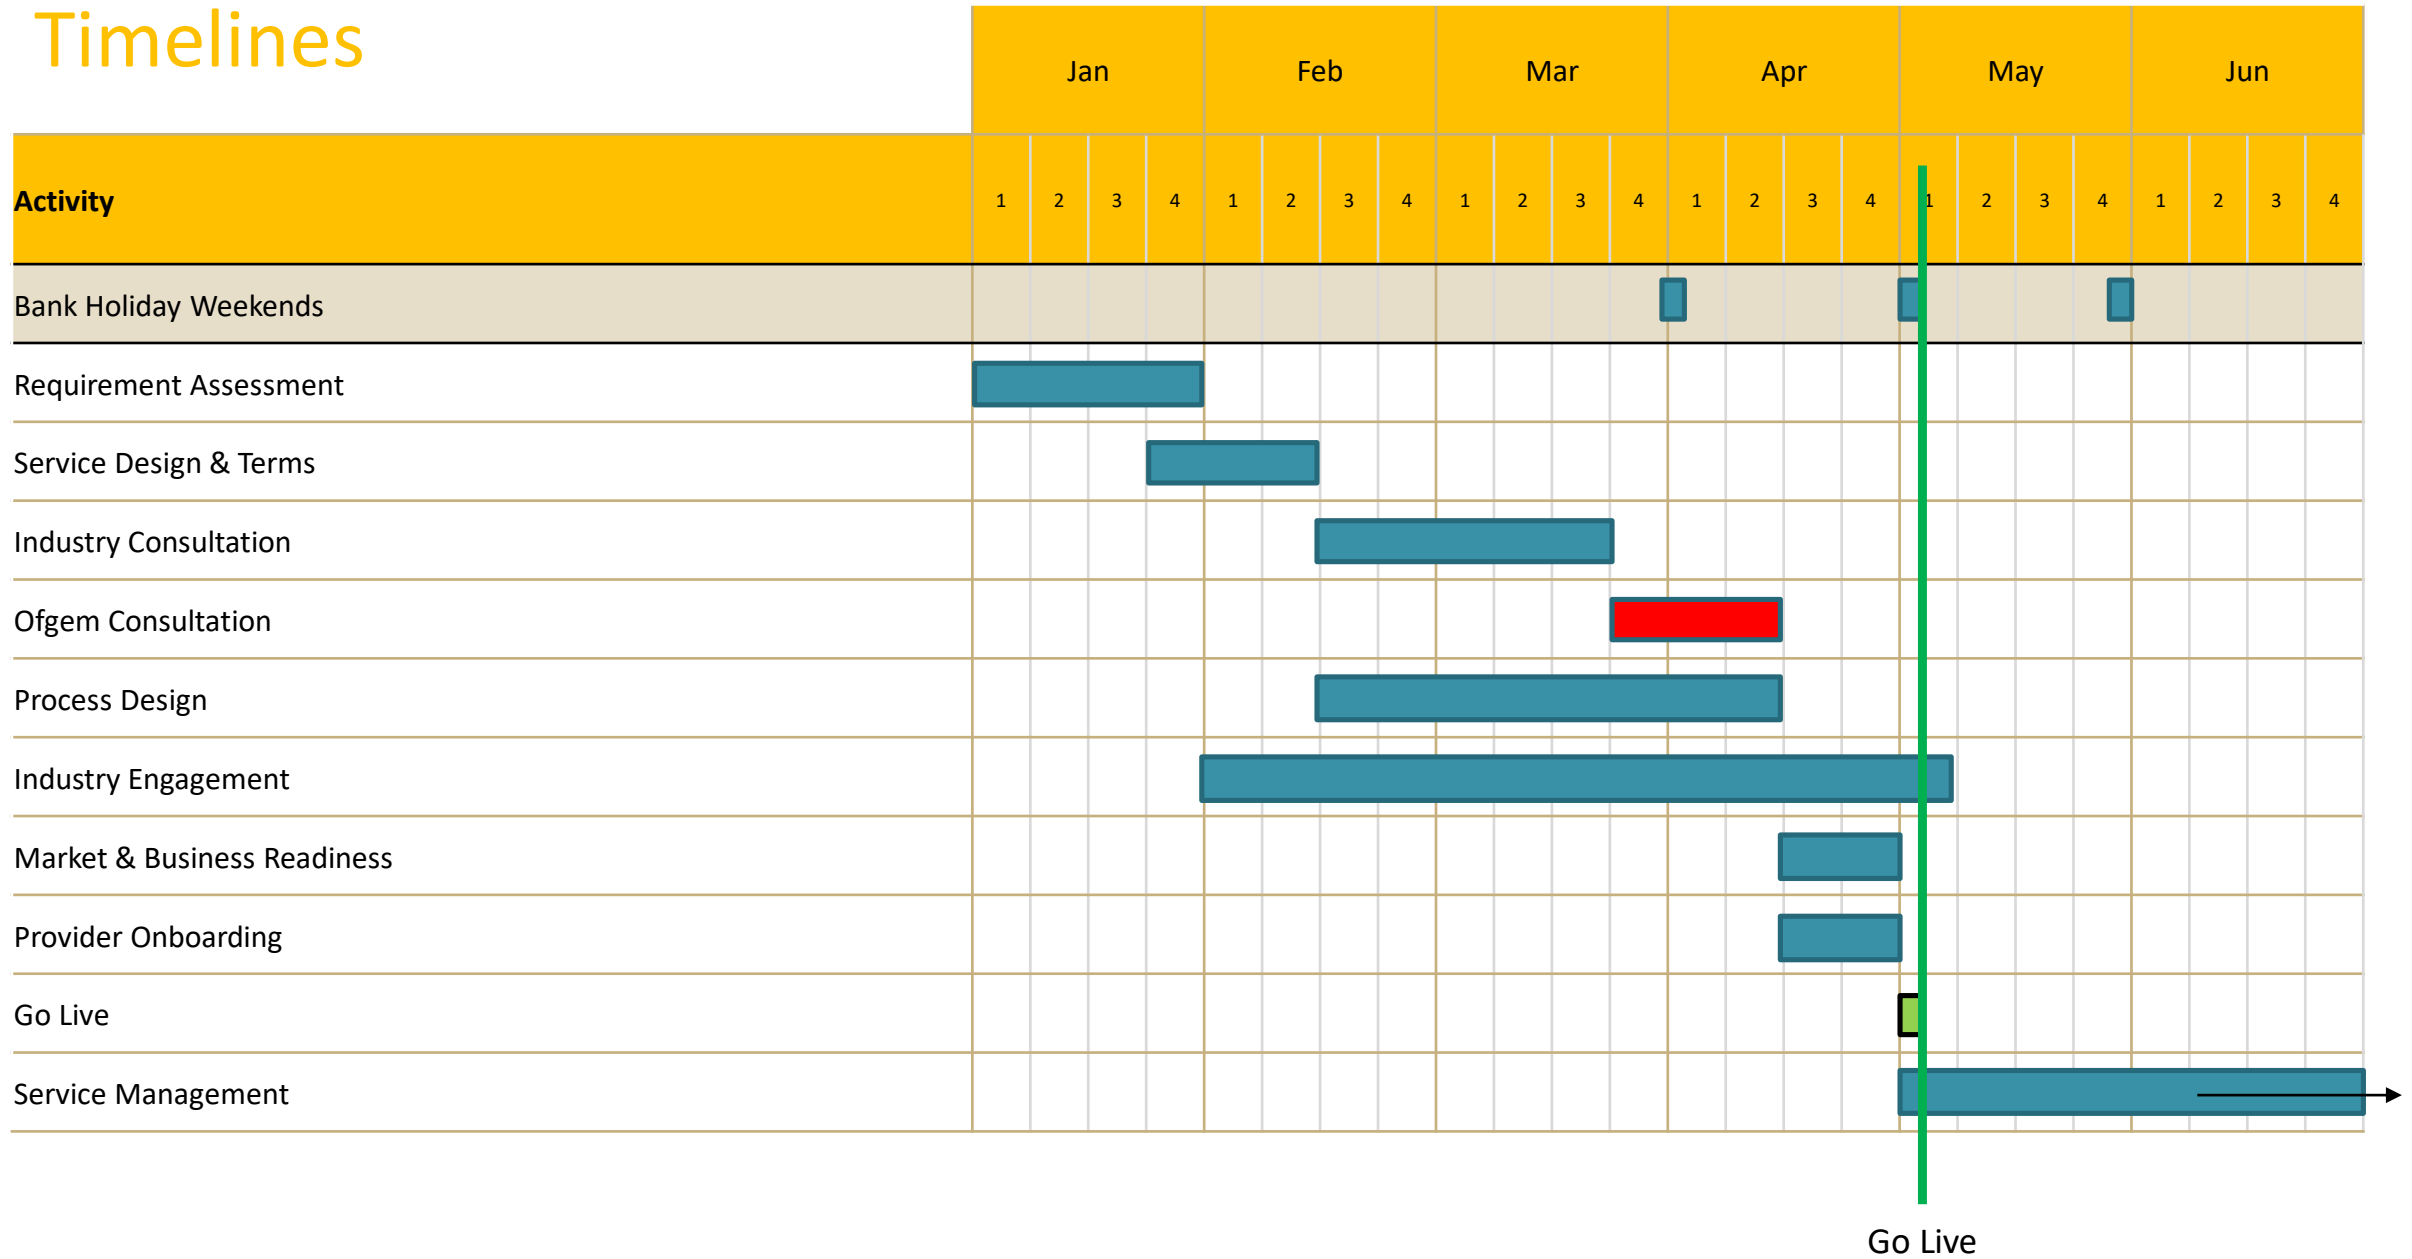 Timelines
Jan Feb Mar Apr May Jun
Activity 1 2 3 4 1 2 3 4 1 2 3 4 1 2 3 4 1 2 3 4 1 2 3 4
Bank Holiday Weekends
Requirement Assessment
Service Design & Terms
Industry Consultation
Ofgem Consultation
Process Design
Industry Engagement
Market & Business Readiness
Provider Onboarding
Go Live
Service Management
Go Live